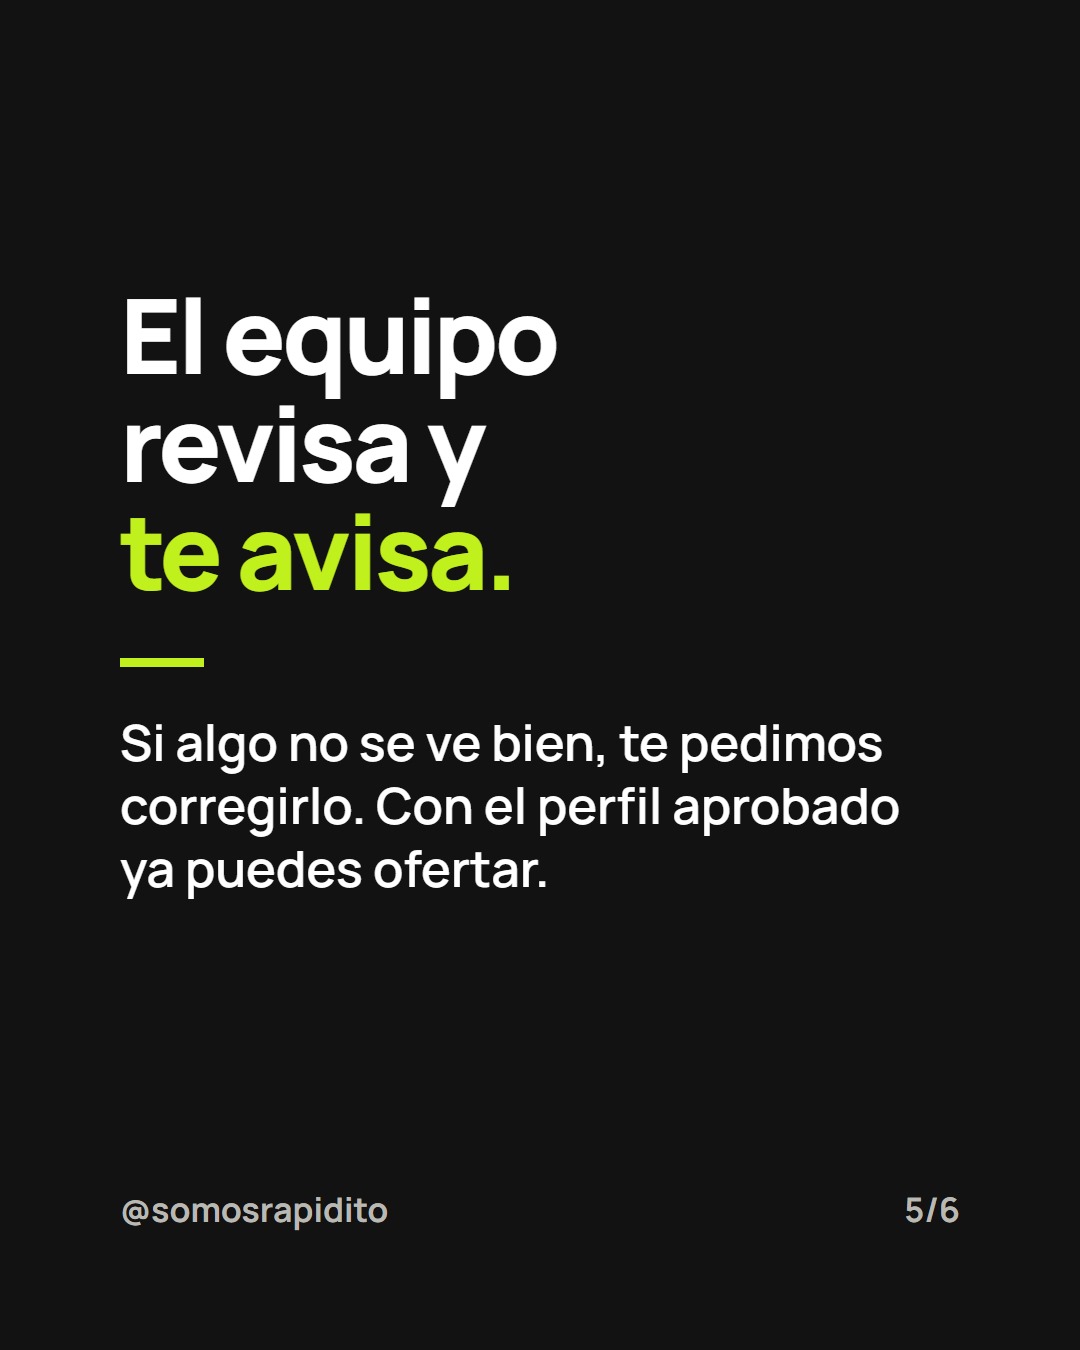 El equipo
revisa y
te avisa.
Si algo no se ve bien, te pedimos
corregirlo. Con el perfil aprobado
ya puedes ofertar.
@somosrapidito
5/6